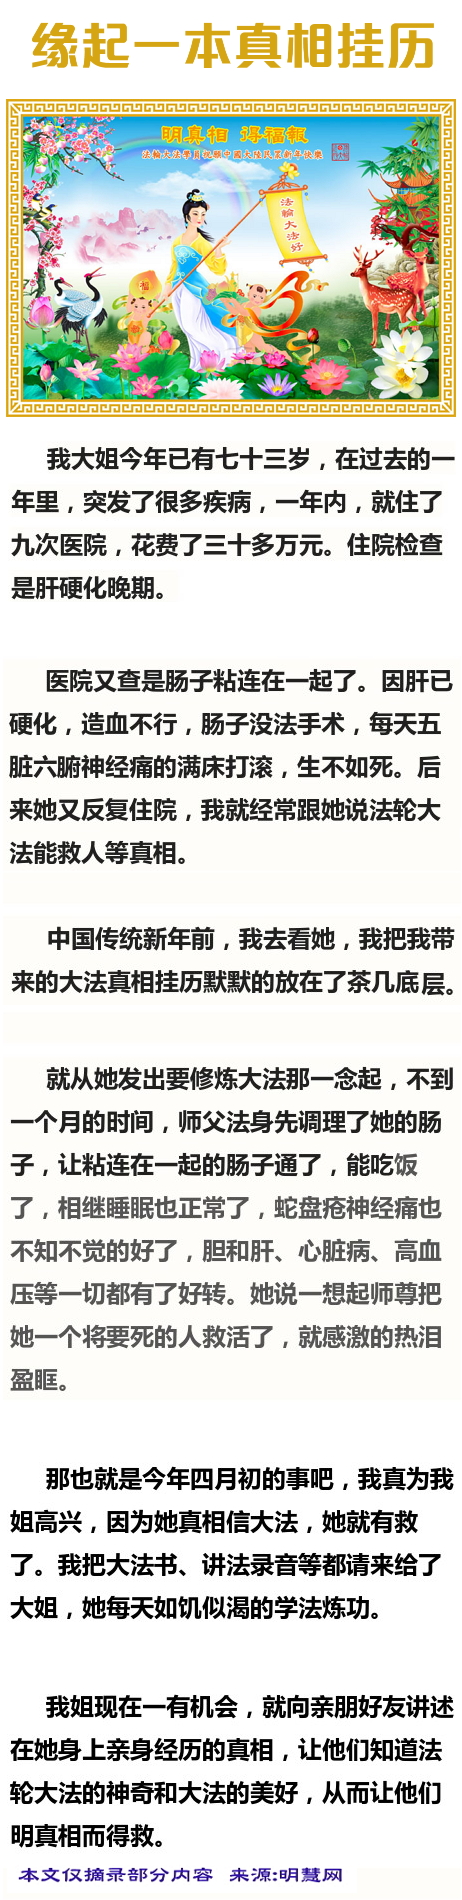 缘起一本真相挂历
明真相 得福報
法輪大法學員祝願中國大陸民眾新年快樂
法輪大法好
福
我大姐今年已有七十三岁，在过去的一
年里，突发了很多疾病，一年内，就住了
九次医院，花费了三十多万元。住院检查
是肝硬化晚期。
医院又查是肠子粘连在一起了。因肝已
硬化，造血不行，肠子没法手术，每天五
脏六腑神经痛的满床打滚，生不如死。后
来她又反复住院，我就经常跟她说法轮大
法能救人等真相。
中国传统新年前，我去看她，我把我带
来的大法真相挂历默默的放在了茶几底层。
就从她发出要修炼大法那一念起，不到
一个月的时间，师父法身先调理了她的肠
子，让粘连在一起的肠子通了，能吃饭
了，相继睡眠也正常了，蛇盘疮神经痛也
不知不觉的好了，胆和肝、心脏病、高血
压等一切都有了好转。她说一想起师尊把
她一个将要死的人救活了，就感激的热泪
盈眶。
那也就是今年四月初的事吧，我真为我
姐高兴，因为她真相信大法，她就有救
了。我把大法书、讲法录音等都请来给了
大姐，她每天如饥似渴的学法炼功。
我姐现在一有机会，就向亲朋好友讲述
在她身上亲身经历的真相，让他们知道法
轮大法的神奇和大法的美好，从而让他们
明真相而得救。
本文仅摘录部分内容 来源:明慧网